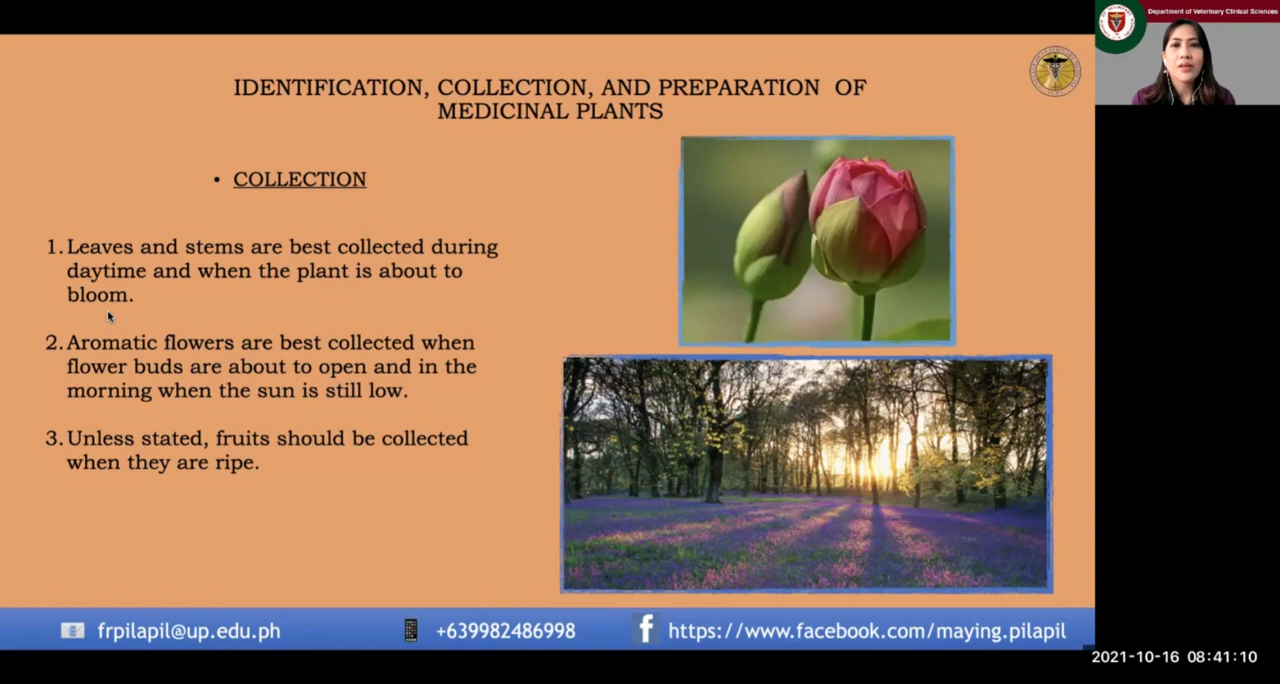 Department of Veterinary Clinical Sciences
IDENTIFICATION, COLLECTION, AND PREPARATION OF
MEDICINAL PLANTS
• COLLECTION
1. Leaves and stems are best collected during
daytime and when the plant is about to
bloom.
2. Aromatic flowers are best collected when
flower buds are about to open and in the
morning when the sun is still low.
3. Unless stated, fruits should be collected
when they are ripe.
frpilapil@up.edu.ph
+639982486998
https://www.facebook.com/maying.pilapil
2021-10-16 08:41:10